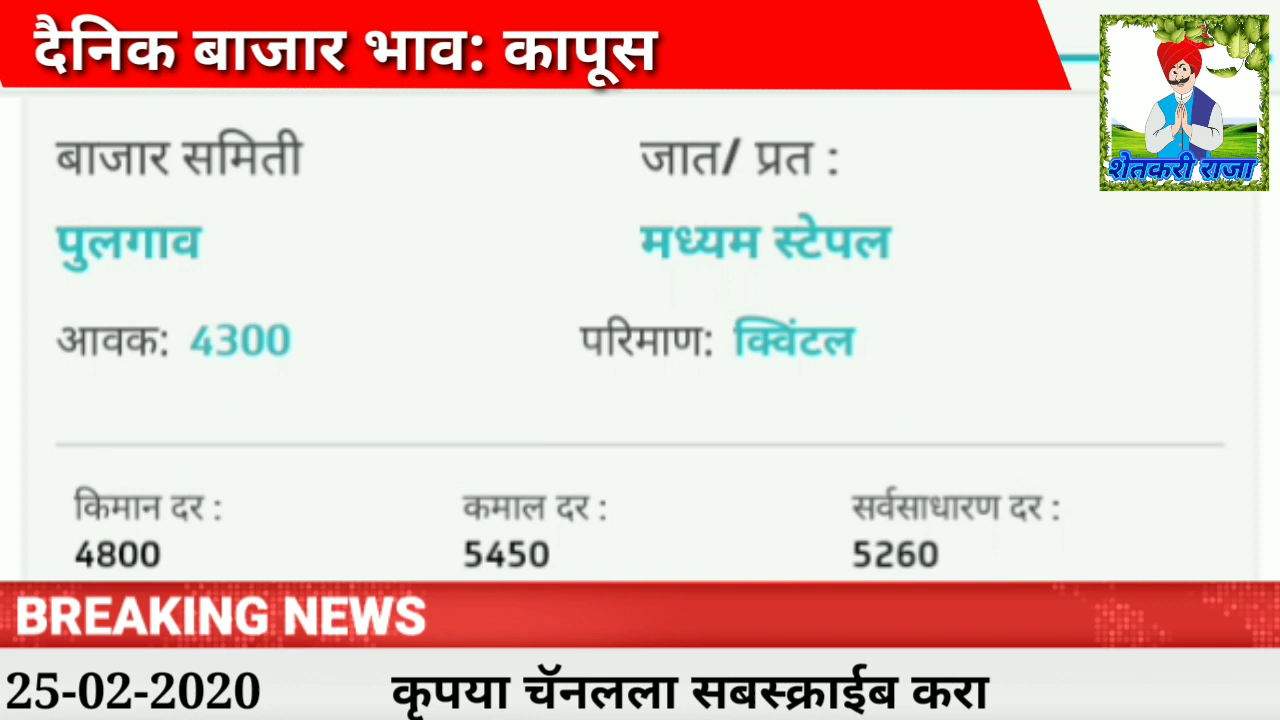 दैनिक बाजार भाव: कापूस
शेतकरी राजा
बाजार समिती जात/ प्रत :
पुलगाव मध्यम स्टेपल
आवक: 4300 परिमाण: क्विंटल
किमान दर : कमाल दर : सर्वसाधारण दर :
4800 5450 5260
BREAKING NEWS
25-02-2020 कृपया चॅनलला सबस्क्राईब करा